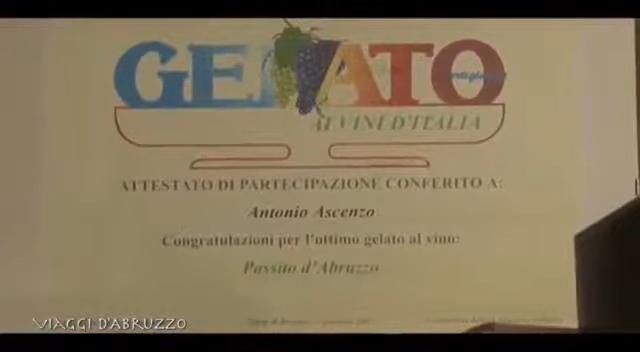 GELATO
artigianale
AI VINI D'ITALIA
ATTESTATO DI PARTECIPAZIONE CONFERITO A:
Antonio Ascenzo
Congratulazioni per l'ottimo gelato al vino:
Passito d'Abruzzo
VIAGGI D'ABRUZZO